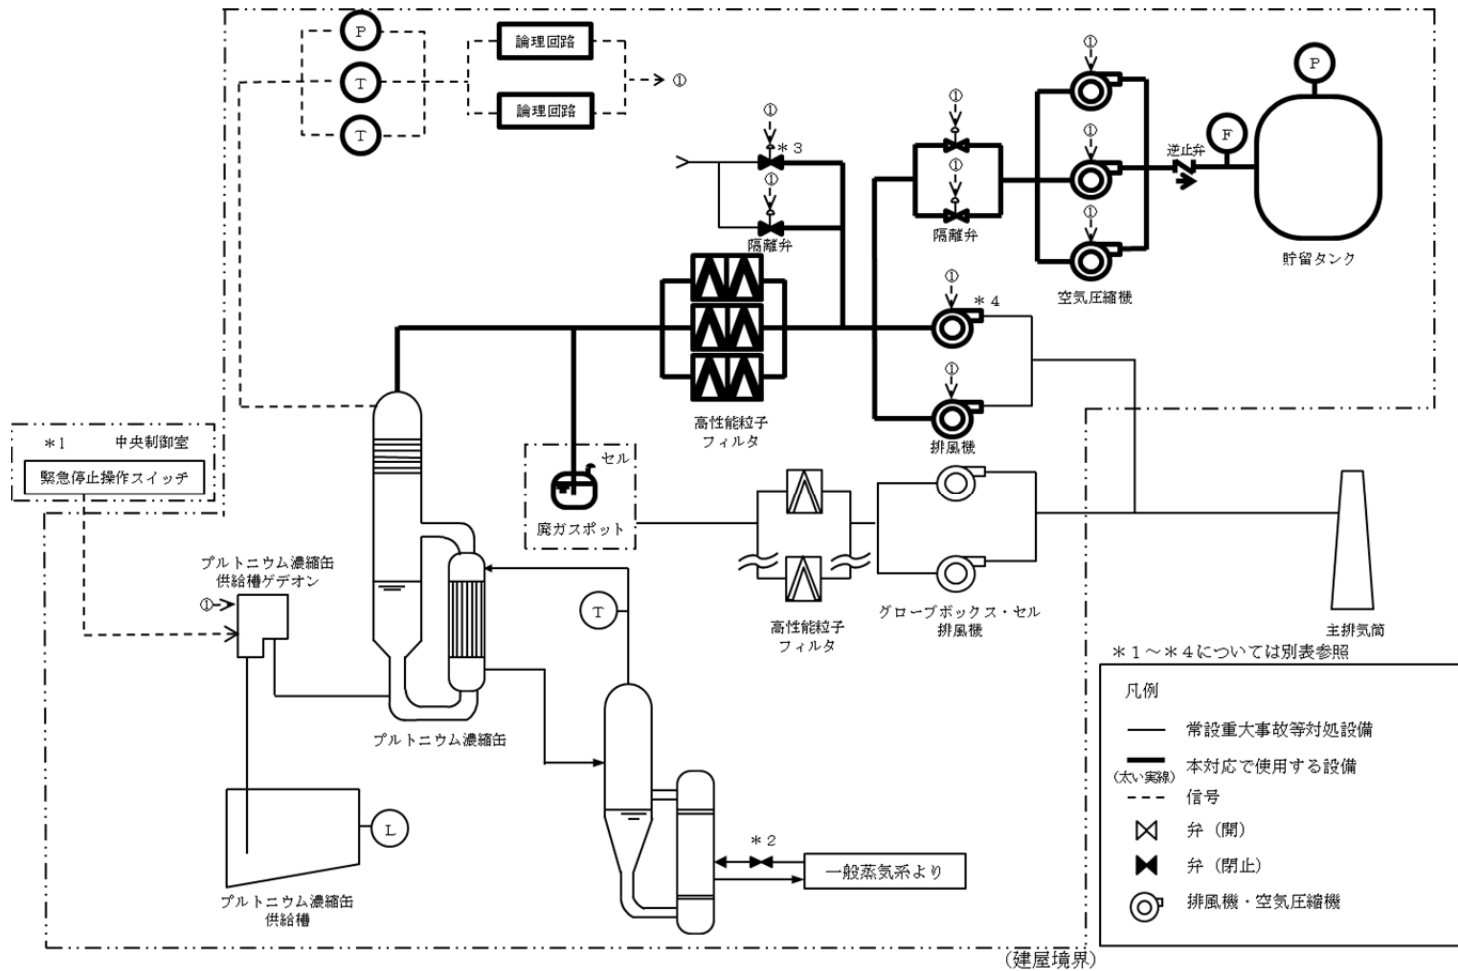 P
T
T
論理回路
論理回路
①
①
＊3
①
隔離弁
①
①
隔離弁
①
①
①
空気圧縮機
逆止弁
F
P
貯留タンク
①
＊4
①
排風機
高性能粒子
フィルタ
＊1 中央制御室
緊急停止操作スイッチ
セル
廃ガスポット
プルトニウム濃縮缶
供給槽ゲデオン
①
T
高性能粒子
フィルタ
グローブボックス・セル
排風機
主排気筒
プルトニウム濃縮缶
L
プルトニウム濃縮缶
供給槽
＊2
一般蒸気系より
＊1～＊4については別表参照
凡例
常設重大事故等対処設備
本対応で使用する設備
(太い実線)
信号
弁（開）
弁（閉止）
排風機・空気圧縮機
(建屋境界)